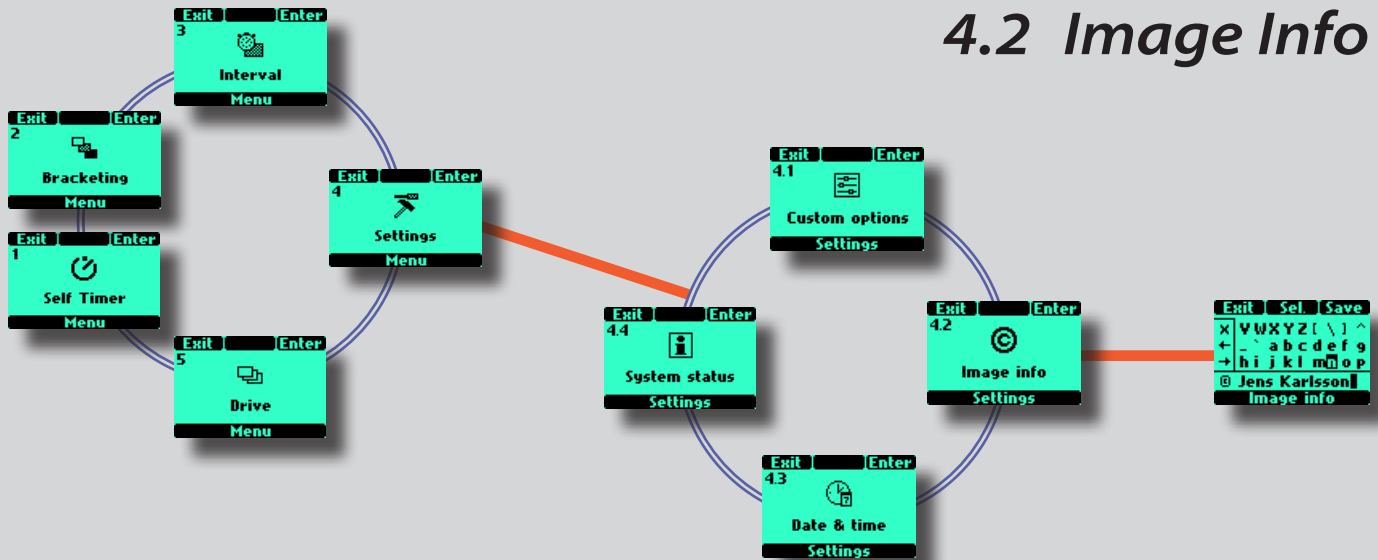 4.2 Image Info
Exit Enter
3
Interval
Menu
Exit Enter
2
Bracketing
Menu
Exit Enter
1
Self Timer
Menu
Exit Enter
5
Drive
Menu
Exit Enter
4
Settings
Menu
Exit Enter
4.1
Custom options
Settings
Exit Enter
4.4
System status
Settings
Exit Enter
4.2
©
Image info
Settings
Exit Enter
4.3
Date & time
Settings
Exit Sel. Save
x V W X Y Z [ \ ] ^
← _ ` a b c d e f g
→ h i j k l m n o p
© Jens Karlsson
Image info